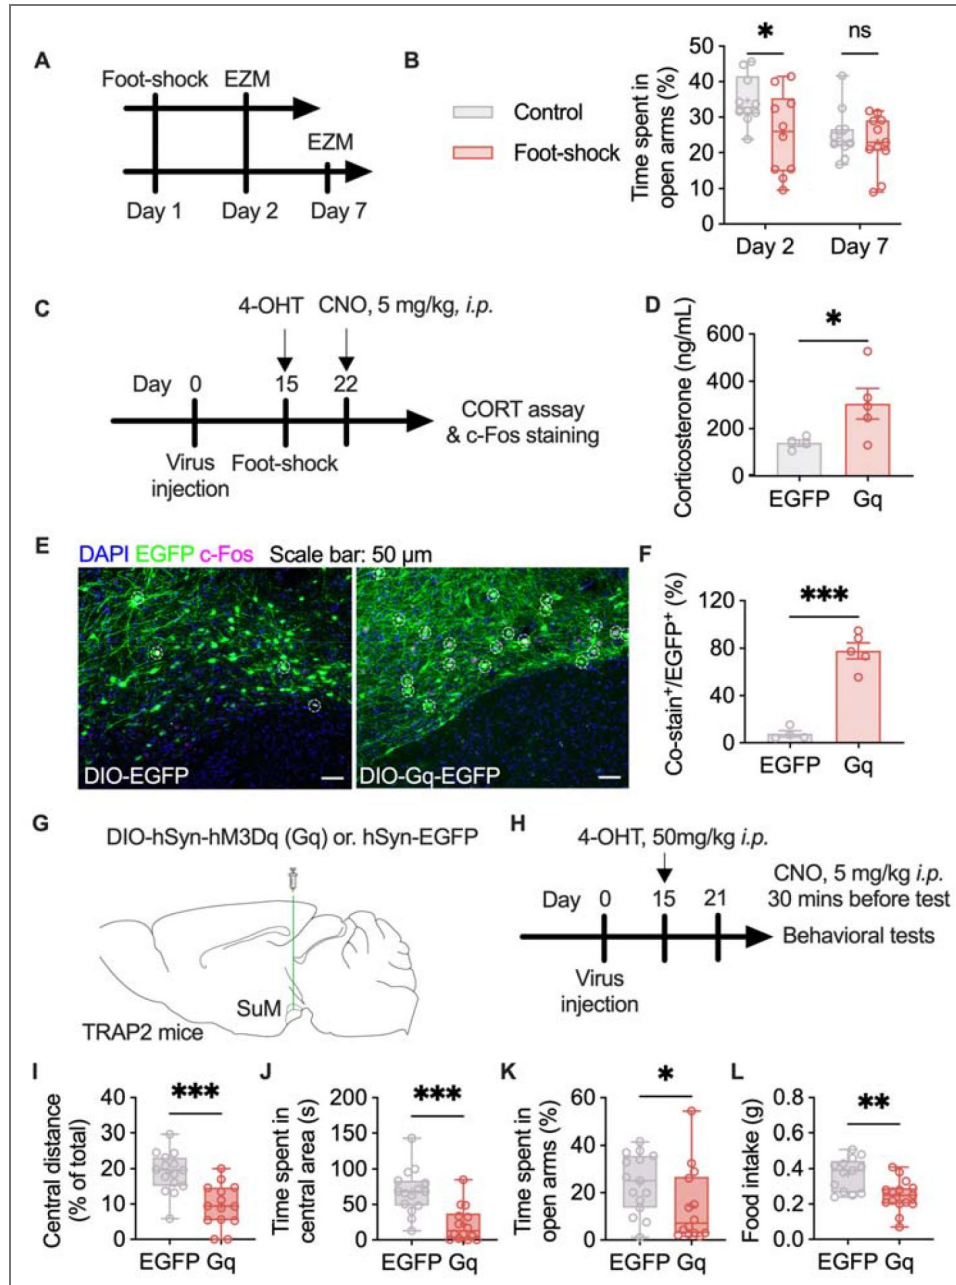 A
Foot-shock EZM
EZM
Day 1 Day 2 Day 7
B
Control
Foot-shock
Time spent in
open arms (%)
50
40
30
20
10
0
* ns
Day 2 Day 7
C
4-OHT CNO, 5 mg/kg, i.p.
Day 0 15 22
Virus
injection
Foot-shock
CORT assay
& c-Fos staining
D
Corticosterone (ng/mL)
600
400
200
0
*
EGFP Gq
E
DAPI EGFP c-Fos Scale bar: 50 μm
DIO-EGFP DIO-Gq-EGFP
F
Co-stain+/EGFP+ (%)
120
80
40
0
***
EGFP Gq
G
DIO-hSyn-hM3Dq (Gq) or. hSyn-EGFP
SuM
TRAP2 mice
H
4-OHT, 50mg/kg i.p.
Day 0 15 21
CNO, 5 mg/kg i.p.
30 mins before test
Behavioral tests
Virus
injection
I
Central distance
(% of total)
40
30
20
10
0
***
EGFP Gq
J
Time spent in
central area (s)
200
150
100
50
0
***
EGFP Gq
K
Time spent in
open arms (%)
60
40
20
0
*
EGFP Gq
L
Food intake (g)
0.8
0.6
0.4
0.2
0.0
**
EGFP Gq